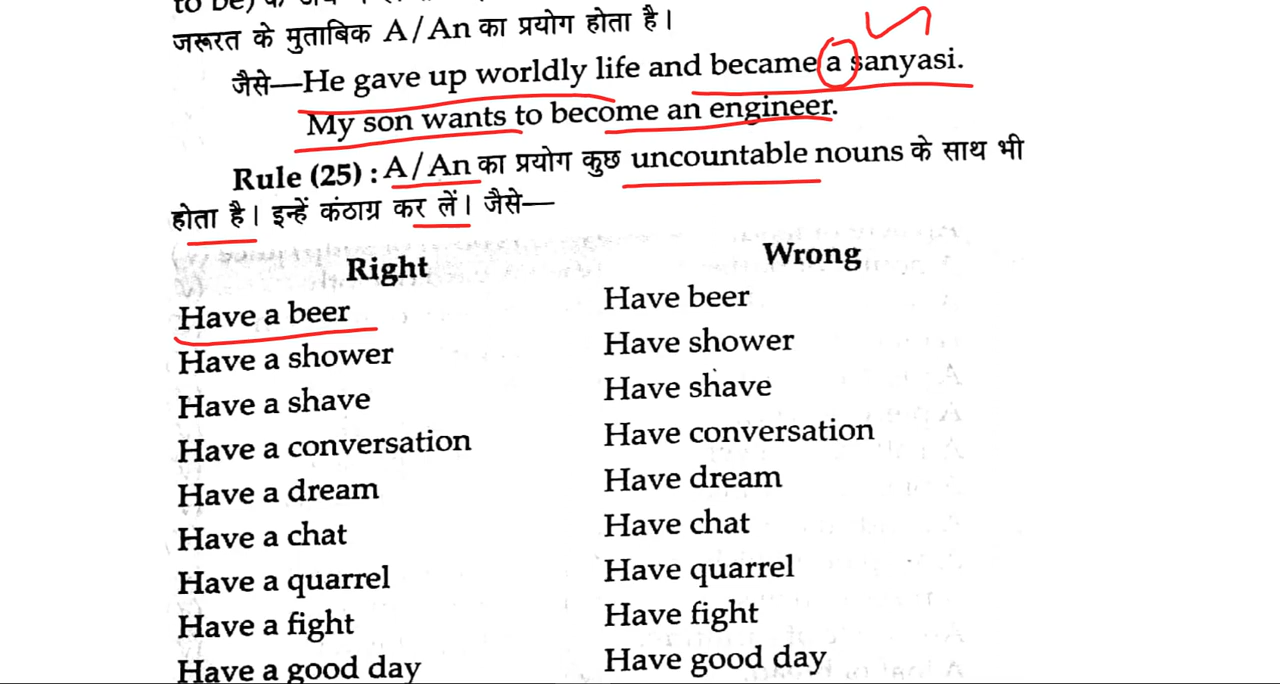 to be) के
जरूरत के मुताबिक A/An का प्रयोग होता है।
जैसे—He gave up worldly life and became a sanyasi.
My son wants to become an engineer.
Rule (25) : A/An का प्रयोग कुछ uncountable nouns के साथ भी
होता है। इन्हें कंठाग्र कर लें। जैसे—
Right Wrong
Have a beer Have beer
Have a shower Have shower
Have a shave Have shave
Have a conversation Have conversation
Have a dream Have dream
Have a chat Have chat
Have a quarrel Have quarrel
Have a fight Have fight
Have a good day Have good day